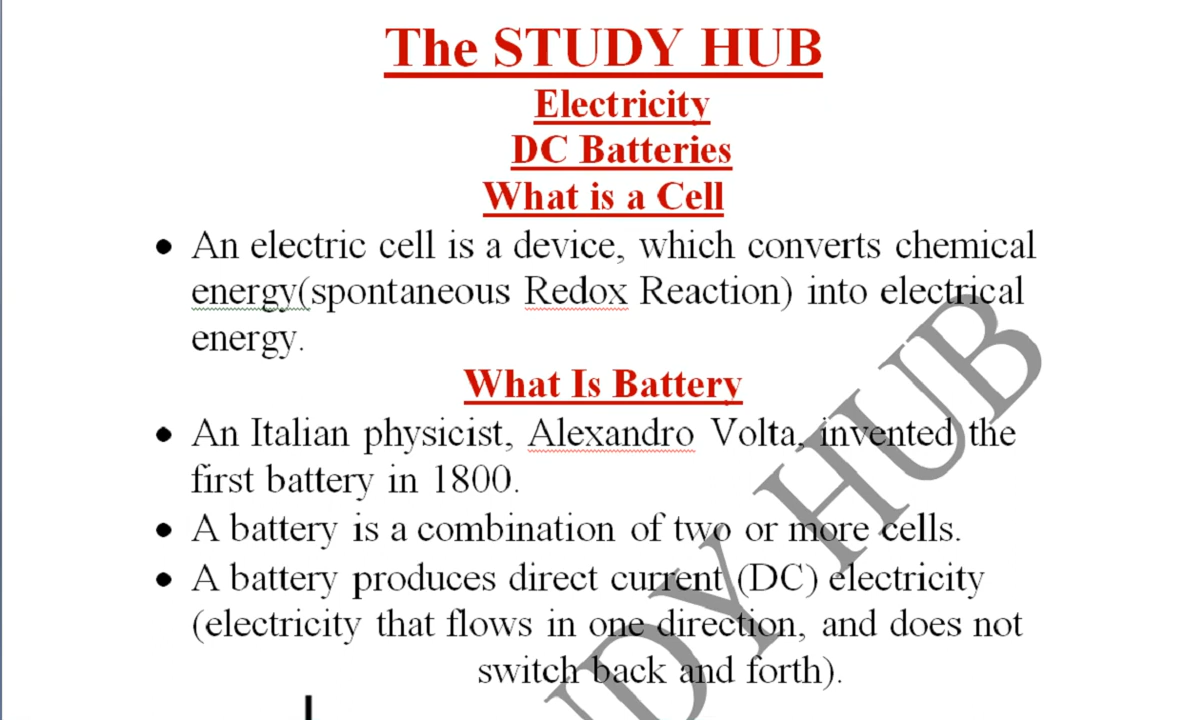 The STUDY HUB
Electricity
DC Batteries
What is a Cell
• An electric cell is a device, which converts chemical
energy(spontaneous Redox Reaction) into electrical
energy.
What Is Battery
• An Italian physicist, Alexandro Volta, invented the
first battery in 1800.
• A battery is a combination of two or more cells.
• A battery produces direct current (DC) electricity
(electricity that flows in one direction, and does not
switch back and forth).
UDY HUB